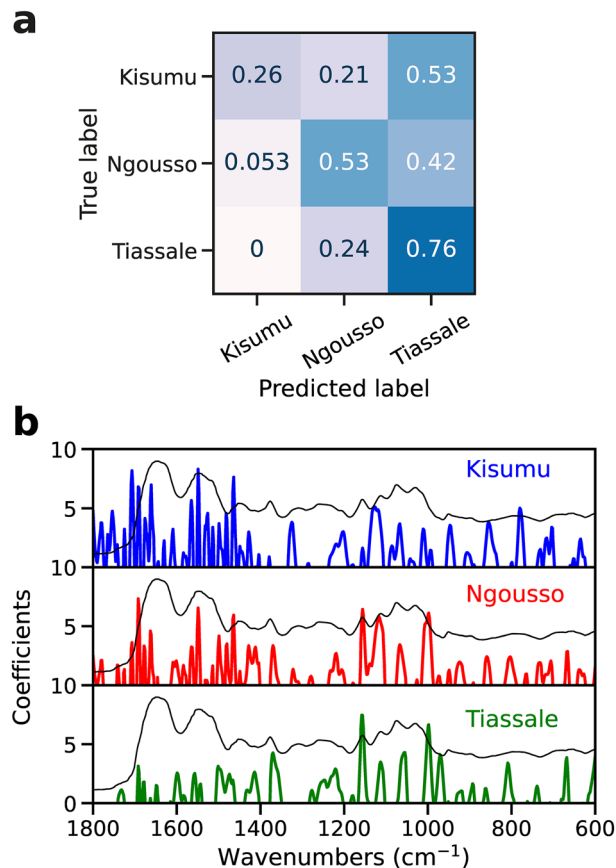 a
Kisumu 0.26 0.21 0.53
Ngousso 0.053 0.53 0.42
Tiassale 0 0.24 0.76
True label
Kisumu Ngousso Tiassale
Predicted label
b
10
Kisumu
5
10
Ngousso
5
10
Tiassale
5
0
Coefficients
1800 1600 1400 1200 1000 800 600
Wavenumbers (cm⁻¹)